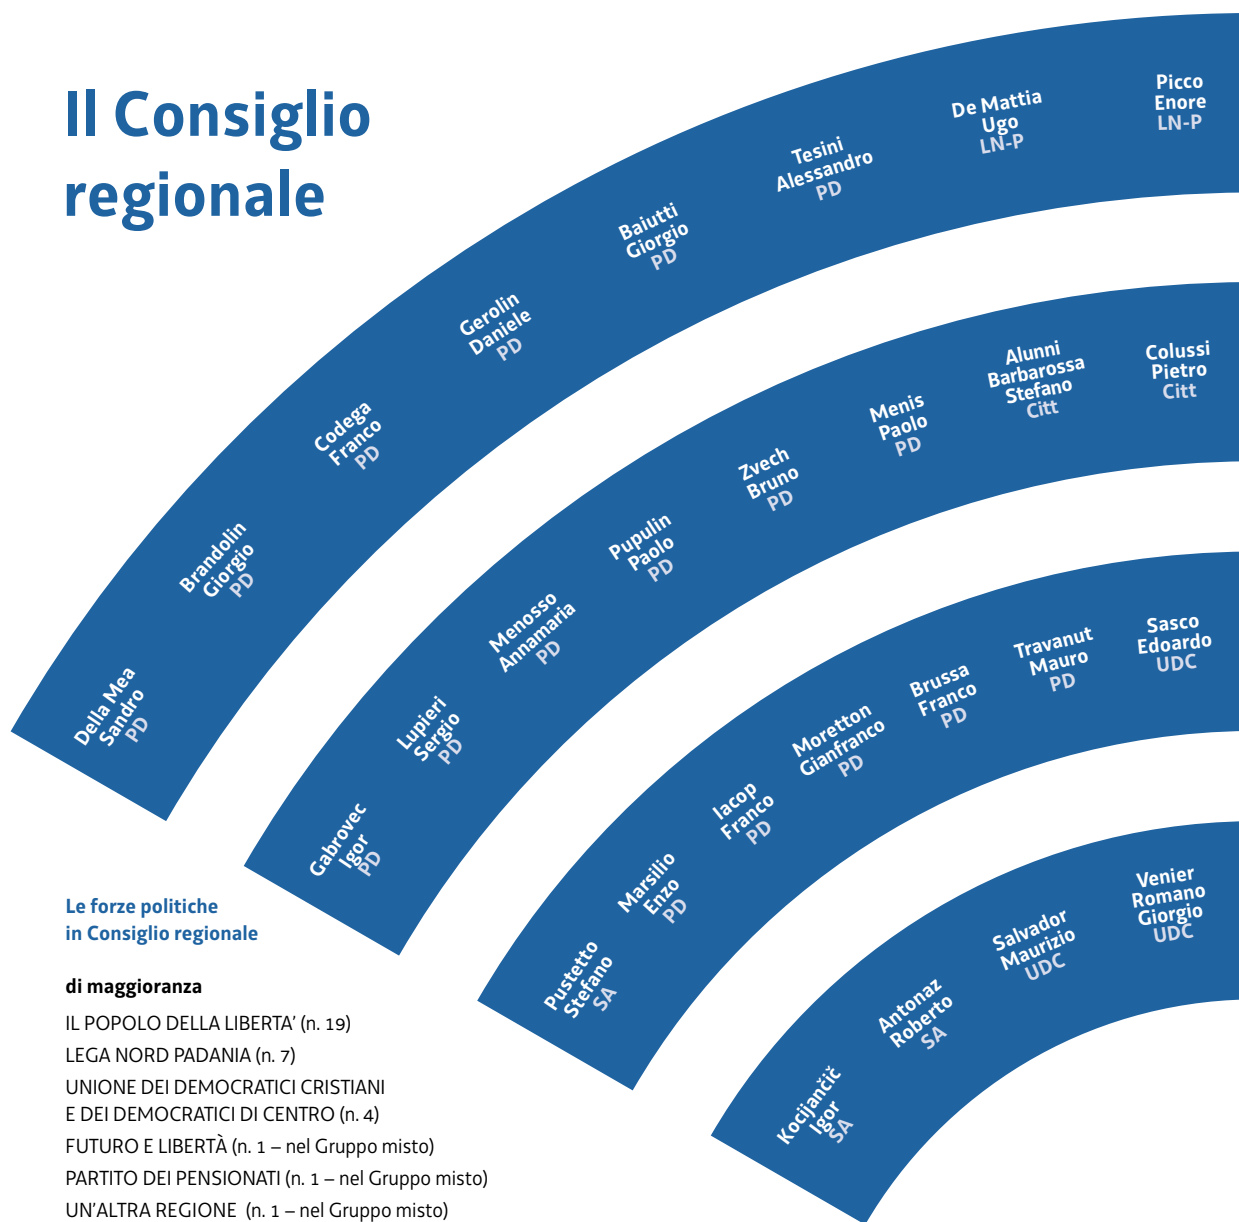 Il Consiglio
regionale
Della Mea
Sandro
PD
Brandolin
Giorgio
PD
Codega
Franco
PD
Gerolin
Daniele
PD
Baiutti
Giorgio
PD
Tesini
Alessandro
PD
De Mattia
Ugo
LN-P
Picco
Enore
LN-P
Gabrovec
Igor
PD
Lupieri
Sergio
PD
Menosso
Annamaria
PD
Pupulin
Paolo
PD
Zvech
Bruno
PD
Menis
Paolo
PD
Alunni
Barbarossa
Stefano
Citt
Colussi
Pietro
Citt
Pustetto
Stefano
SA
Marsilio
Enzo
PD
Iacop
Franco
PD
Moretton
Gianfranco
PD
Brussa
Franco
PD
Travanut
Mauro
PD
Sasco
Edoardo
UDC
Kocijančič
Igor
SA
Antonaz
Roberto
SA
Salvador
Maurizio
UDC
Venier
Romano
Giorgio
UDC
Le forze politiche
in Consiglio regionale
di maggioranza
IL POPOLO DELLA LIBERTA’ (n. 19)
LEGA NORD PADANIA (n. 7)
UNIONE DEI DEMOCRATICI CRISTIANI
E DEI DEMOCRATICI DI CENTRO (n. 4)
FUTURO E LIBERTÀ (n. 1 – nel Gruppo misto)
PARTITO DEI PENSIONATI (n. 1 – nel Gruppo misto)
UN’ALTRA REGIONE (n. 1 – nel Gruppo misto)